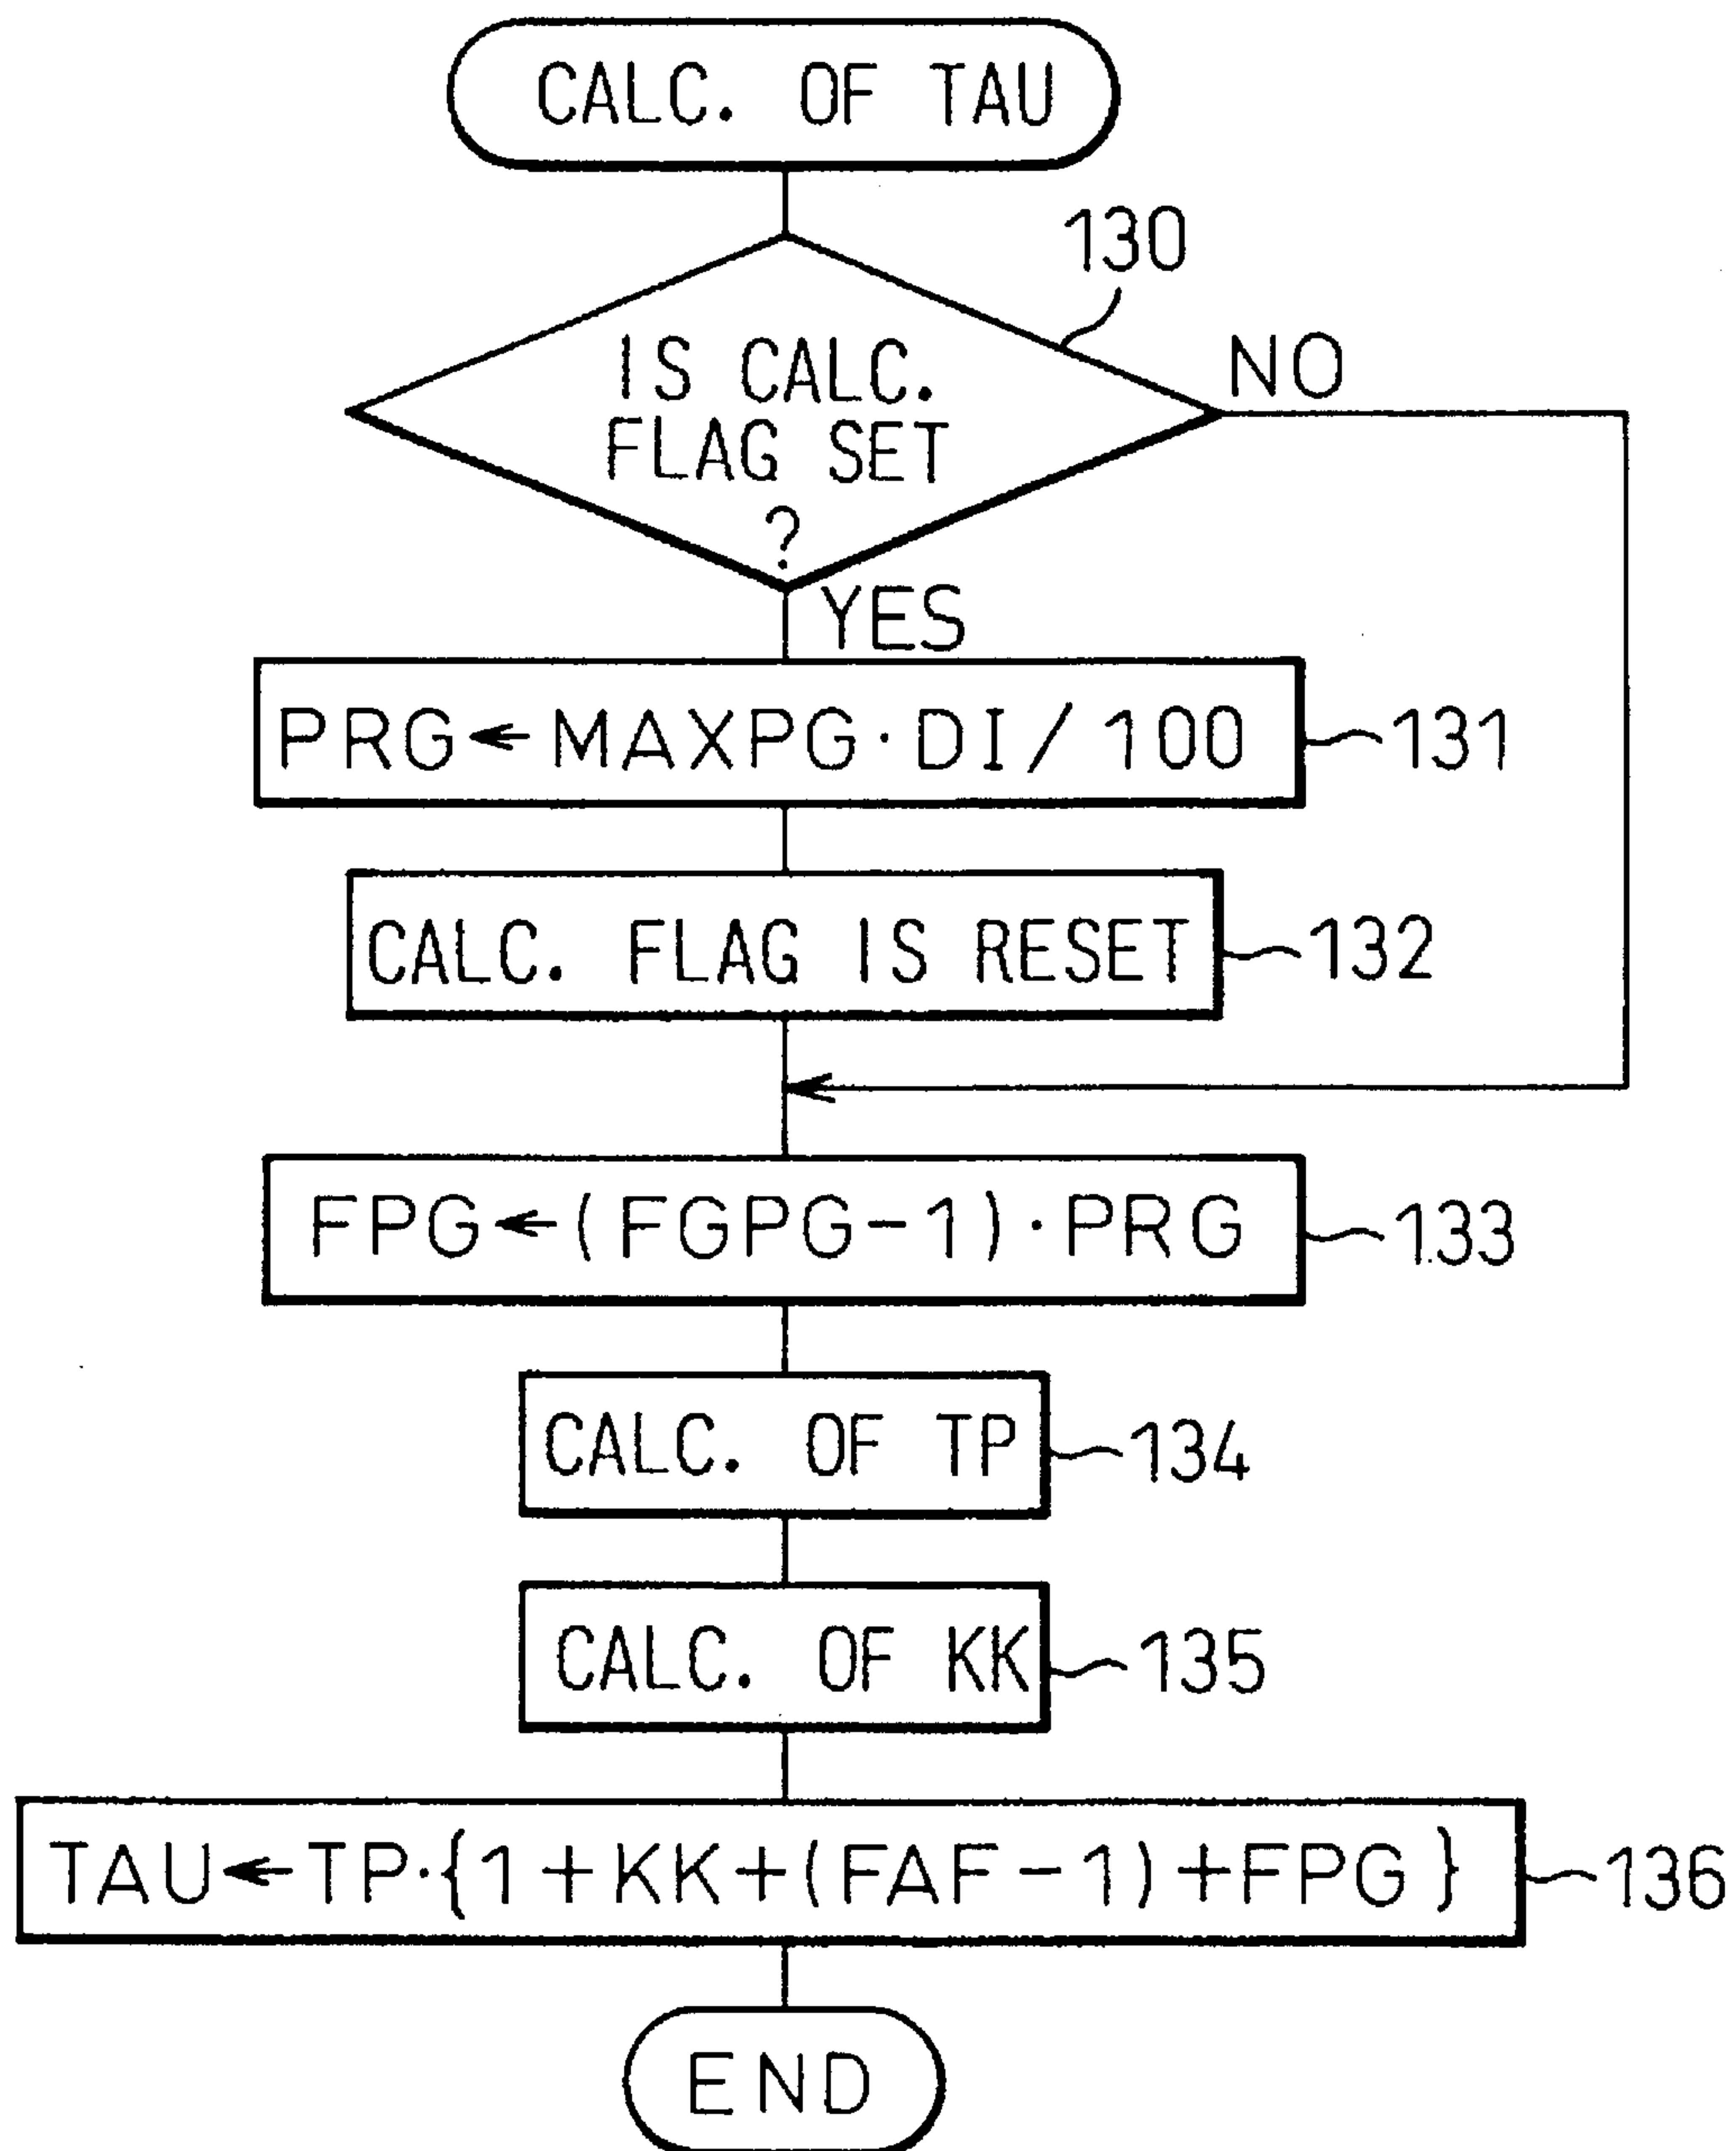 CALC. OF TAU
130
IS CALC.
FLAG SET
?
NO
YES
PRG←MAXPG·DI/100
131
CALC. FLAG IS RESET
132
FPG←(FGPG-1)·PRG
133
CALC. OF TP
134
CALC. OF KK
135
TAU←TP·{1+KK+(FAF-1)+FPG}
136
END